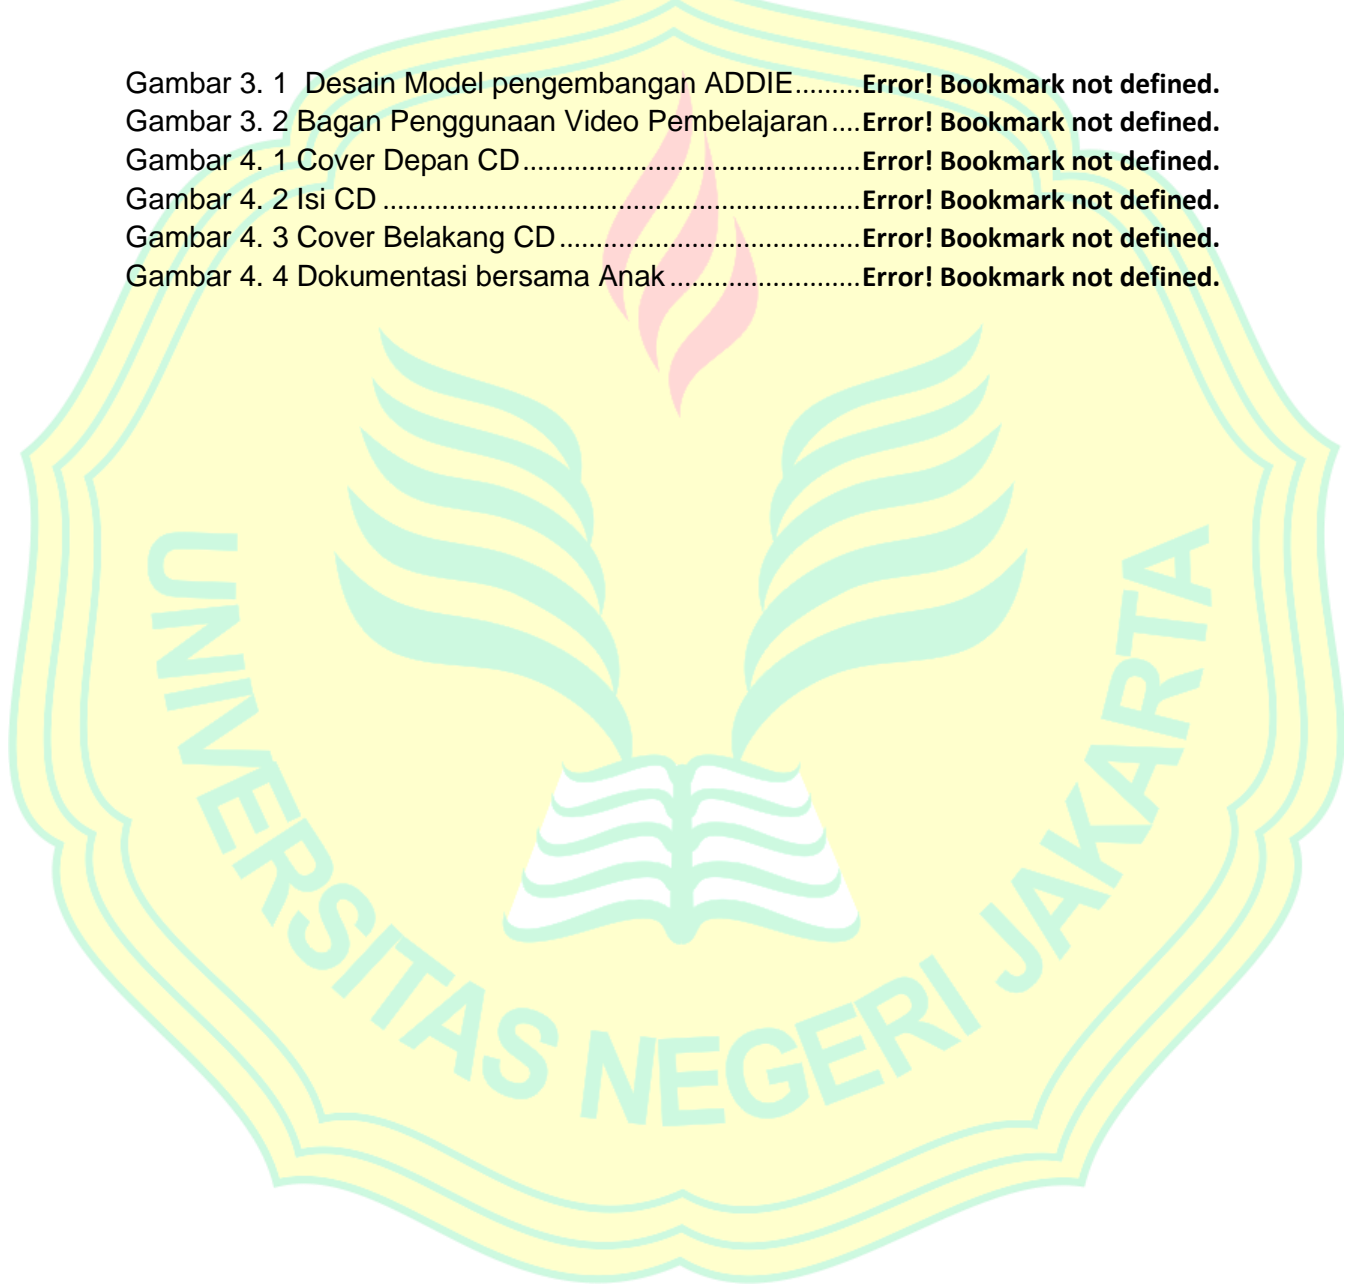 Gambar 3. 1  Desain Model pengembangan ADDIE.........Error! Bookmark not defined.
Gambar 3. 2 Bagan Penggunaan Video Pembelajaran....Error! Bookmark not defined.
Gambar 4. 1 Cover Depan CD..............................................Error! Bookmark not defined.
Gambar 4. 2 Isi CD .................................................................Error! Bookmark not defined.
Gambar 4. 3 Cover Belakang CD.........................................Error! Bookmark not defined.
Gambar 4. 4 Dokumentasi bersama Anak..........................Error! Bookmark not defined.
UNIVERSITAS NEGERI JAKARTA